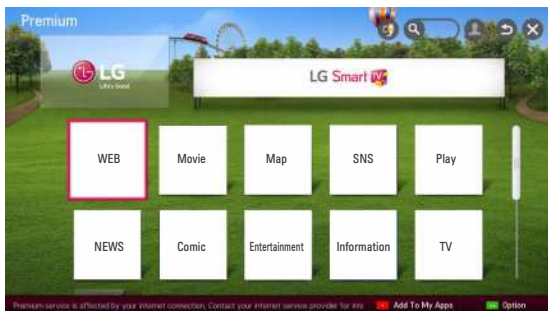 Premium
LG
Life's Good
LG Smart TV
WEB
Movie
Map
SNS
Play
NEWS
Comic
Entertainment
Information
TV
Premium service is affected by your internet connection. Contact your internet service provider for info
Add To My Apps
Option